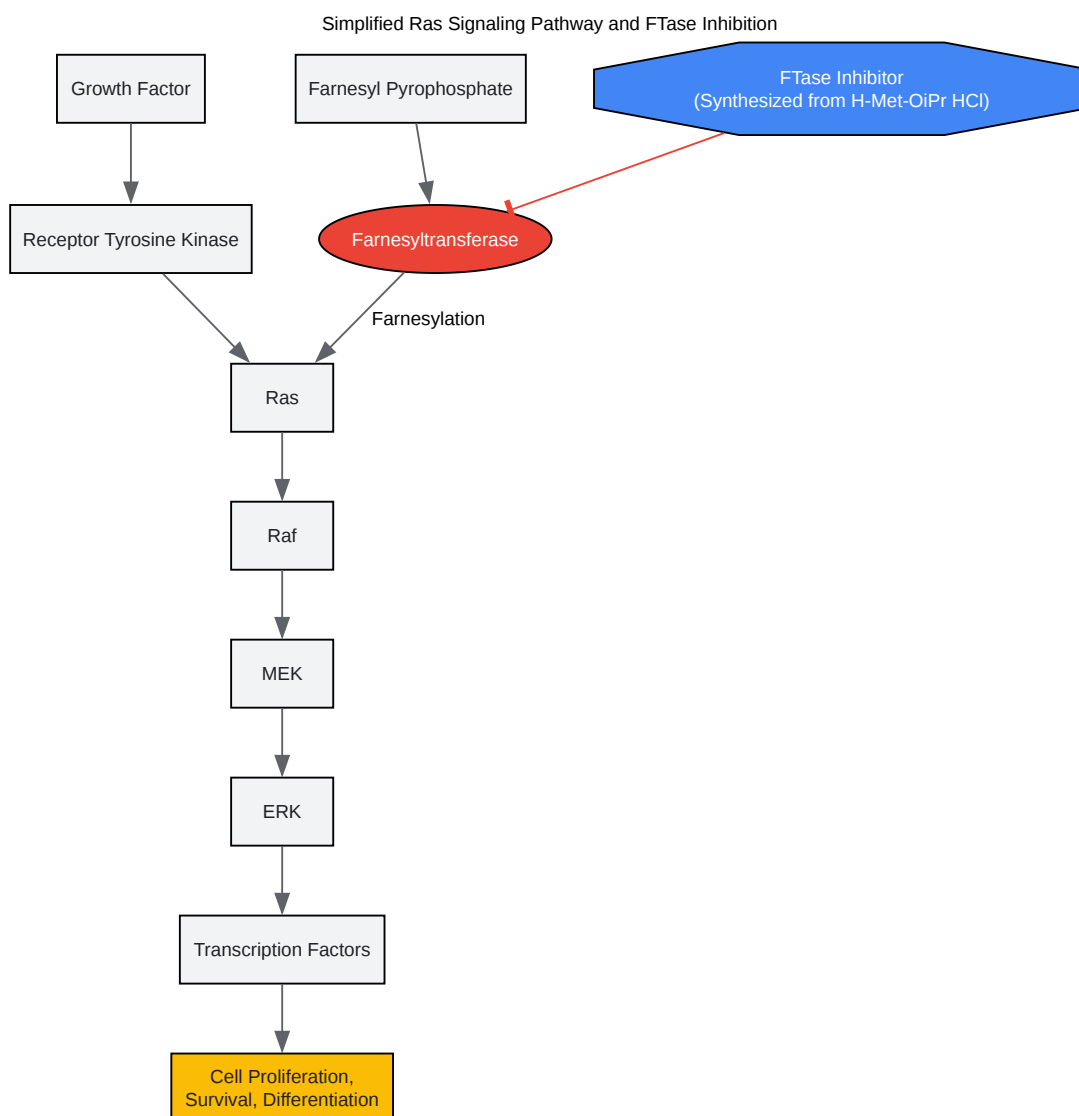 Simplified Ras Signaling Pathway and FTase Inhibition
Growth Factor
Farnesyl Pyrophosphate
FTase Inhibitor
(Synthesized from H-Met-OiPr HCl)
Receptor Tyrosine Kinase
Farnesyltransferase
Farnesylation
Ras
Raf
MEK
ERK
Transcription Factors
Cell Proliferation,
Survival, Differentiation